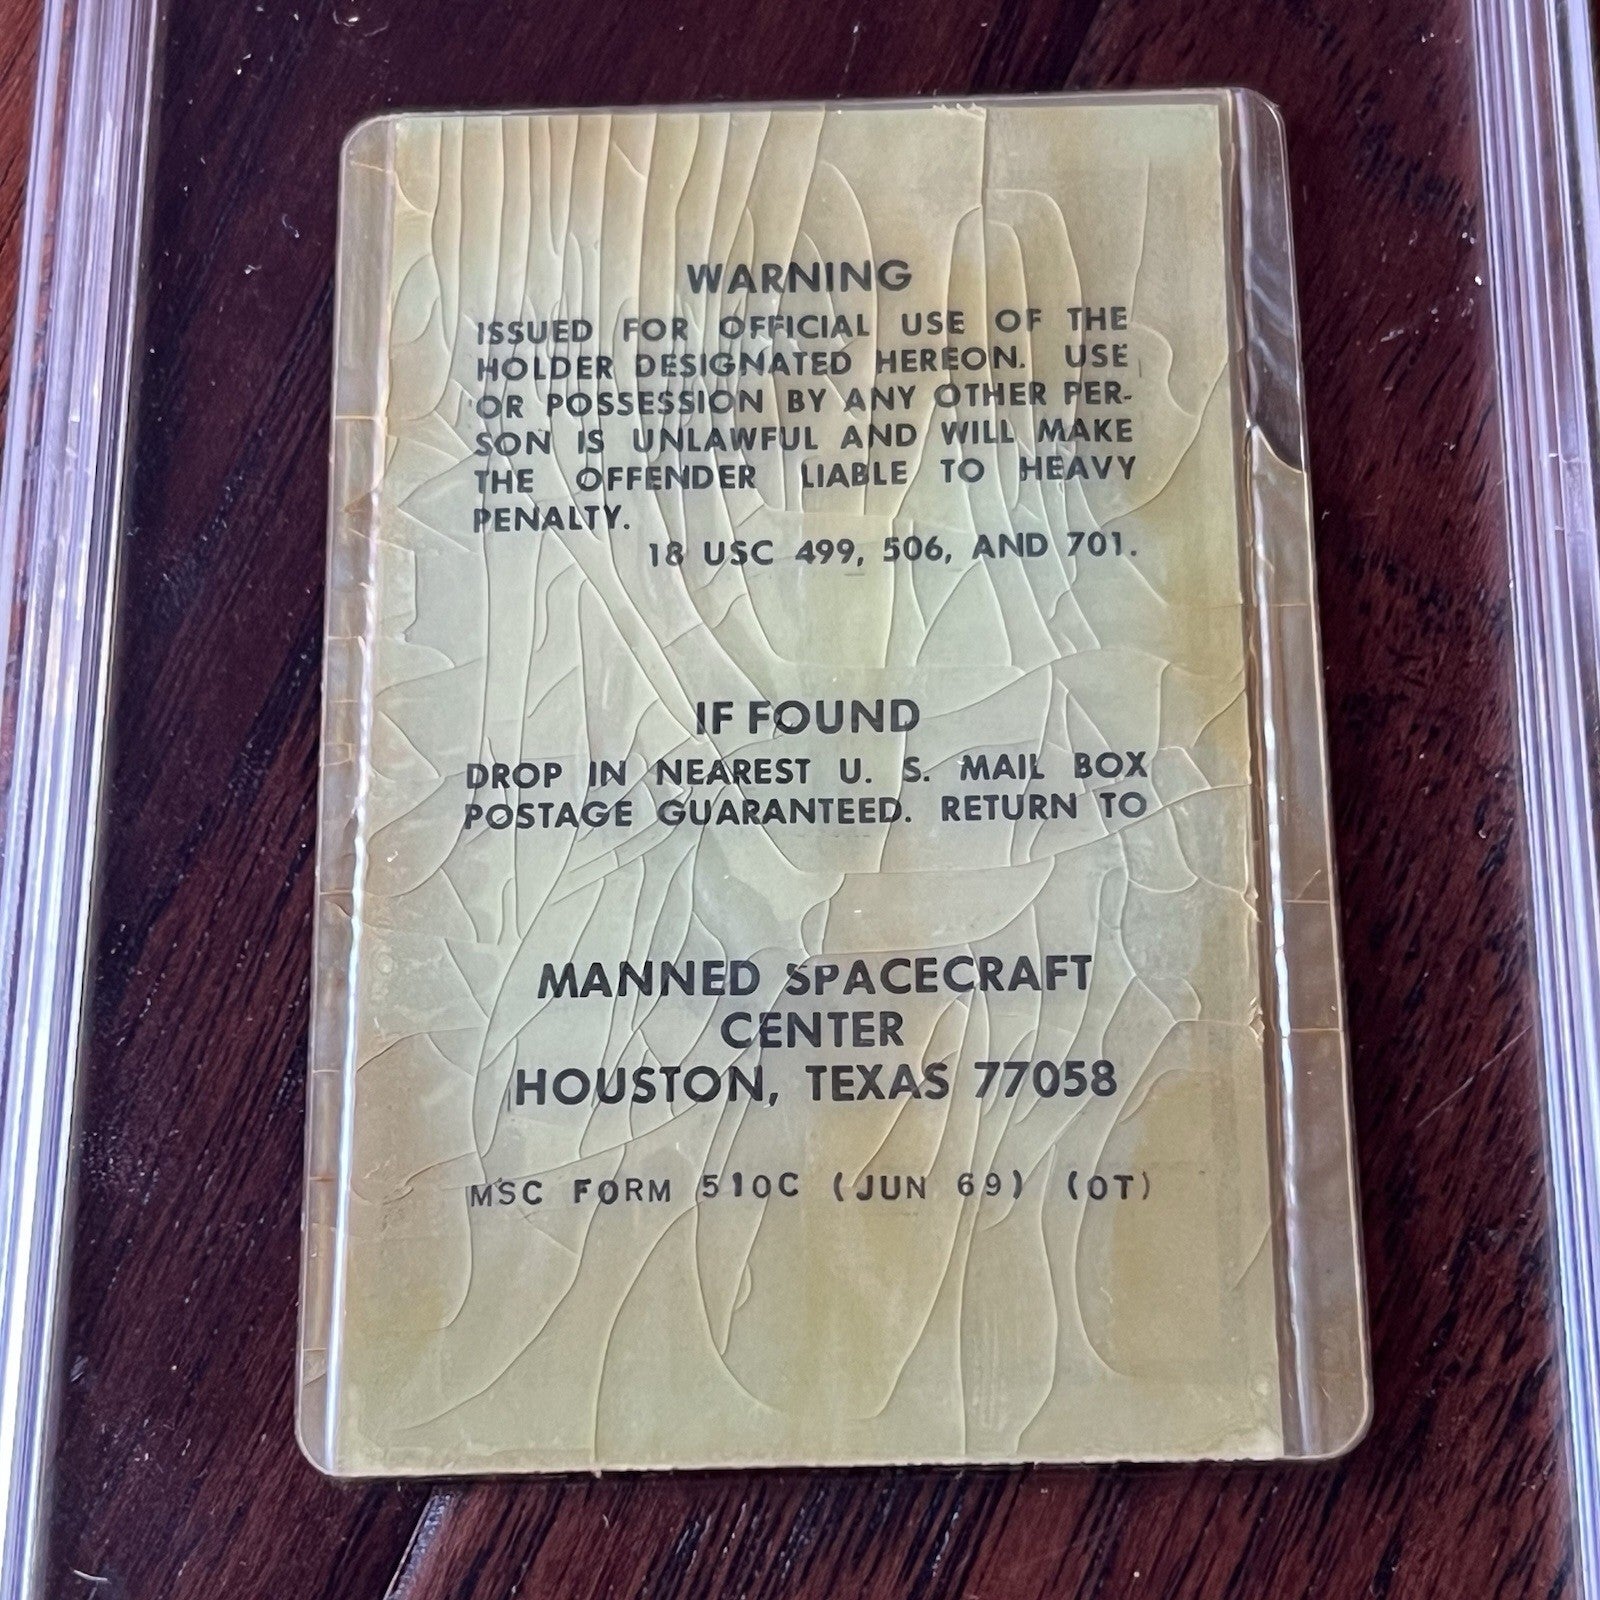 WARNING
ISSUED FOR OFFICIAL USE OF THE
HOLDER DESIGNATED HEREON. USE
OR POSSESSION BY ANY OTHER PER-
SON IS UNLAWFUL AND WILL MAKE
THE OFFENDER LIABLE TO HEAVY
PENALTY.
18 USC 499, 506, AND 701.
IF FOUND
DROP IN NEAREST U. S. MAIL BOX
POSTAGE GUARANTEED. RETURN TO
MANNED SPACECRAFT
CENTER
HOUSTON, TEXAS 77058
MSC FORM 510C (JUN 69) (OT)